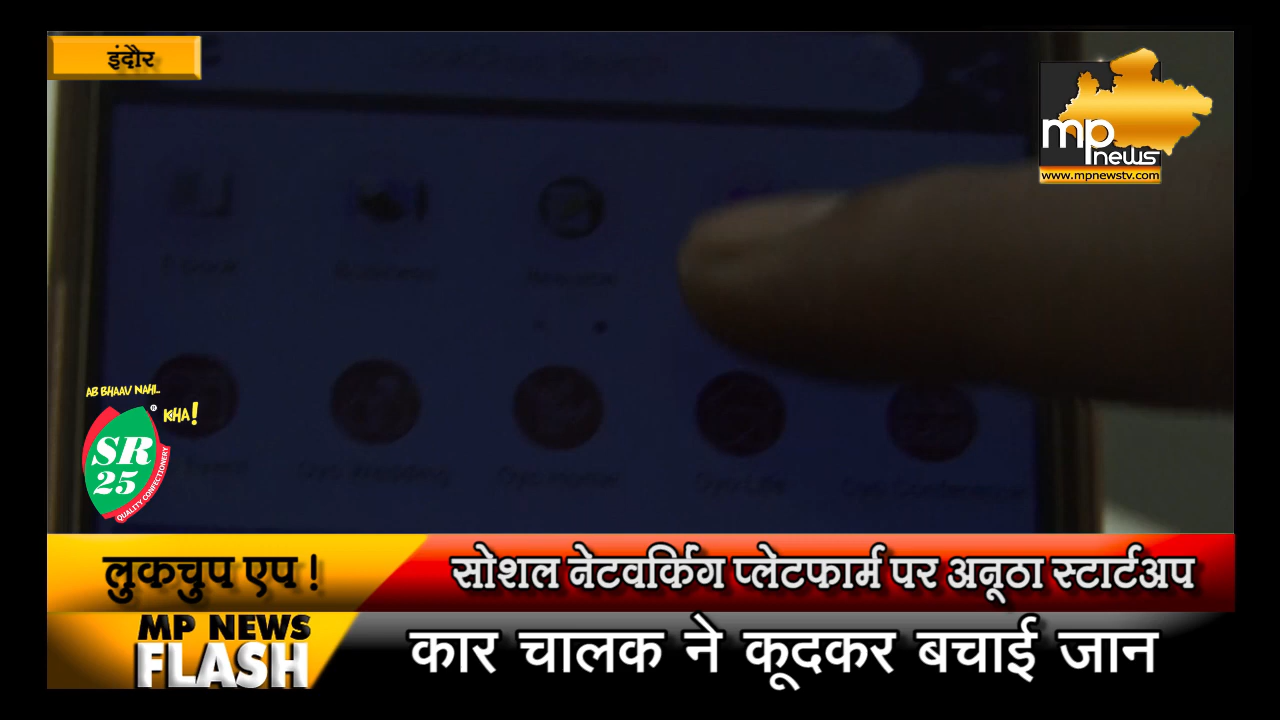 इंदौर
mp
news
www.mpnewstv.com
AB BHAAV NAHI..
KHA!
SR
25
®
QUALITY CONFECTIONERY
लुकचुप एप !
सोशल नेटवर्किंग प्लेटफार्म पर अनूठा स्टार्टअप
MP NEWS
FLASH
कार चालक ने कूदकर बचाई जान